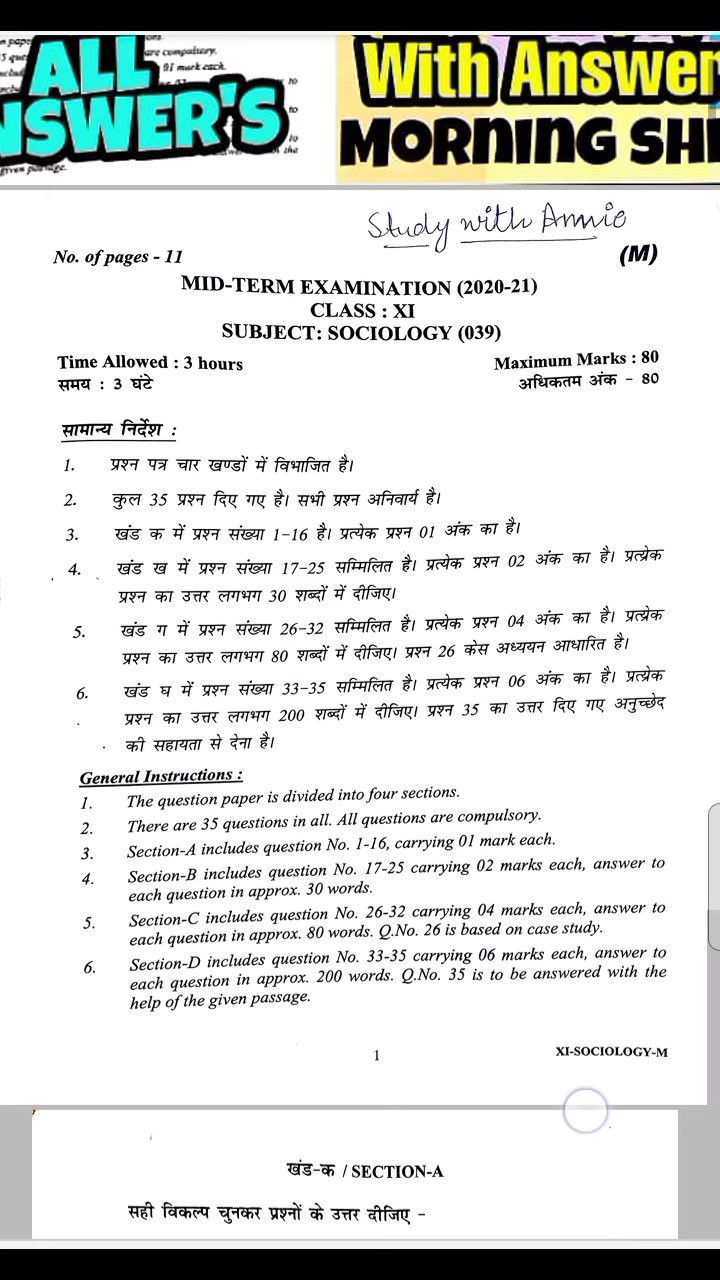 ALL
With Answer
MORNING SH
are compulsory.
01 mark each.
Study with Annie
No. of pages - 11
(M)
MID-TERM EXAMINATION (2020-21)
CLASS : XI
SUBJECT: SOCIOLOGY (039)
Time Allowed : 3 hours
Maximum Marks : 80
समय : 3 घंटे
अधिकतम अंक - 80
सामान्य निर्देश :
1. प्रश्न पत्र चार खण्डों में विभाजित है।
2. कुल 35 प्रश्न दिए गए है। सभी प्रश्न अनिवार्य है।
3. खंड क में प्रश्न संख्या 1-16 है। प्रत्येक प्रश्न 01 अंक का है।
4. खंड ख में प्रश्न संख्या 17-25 सम्मिलित है। प्रत्येक प्रश्न 02 अंक का है। प्रत्येक
प्रश्न का उत्तर लगभग 30 शब्दों में दीजिए।
5. खंड ग में प्रश्न संख्या 26-32 सम्मिलित है। प्रत्येक प्रश्न 04 अंक का है। प्रत्येक
प्रश्न का उत्तर लगभग 80 शब्दों में दीजिए। प्रश्न 26 केस अध्ययन आधारित है।
6. खंड घ में प्रश्न संख्या 33-35 सम्मिलित है। प्रत्येक प्रश्न 06 अंक का है। प्रत्येक
प्रश्न का उत्तर लगभग 200 शब्दों में दीजिए। प्रश्न 35 का उत्तर दिए गए अनुच्छेद
की सहायता से देना है।
General Instructions :
1. The question paper is divided into four sections.
2. There are 35 questions in all. All questions are compulsory.
3. Section-A includes question No. 1-16, carrying 01 mark each.
4. Section-B includes question No. 17-25 carrying 02 marks each, answer to
each question in approx. 30 words.
5. Section-C includes question No. 26-32 carrying 04 marks each, answer to
each question in approx. 80 words. Q.No. 26 is based on case study.
6. Section-D includes question No. 33-35 carrying 06 marks each, answer to
each question in approx. 200 words. Q.No. 35 is to be answered with the
help of the given passage.
1
XI-SOCIOLOGY-M
खंड-क / SECTION-A
सही विकल्प चुनकर प्रश्नों के उत्तर दीजिए -